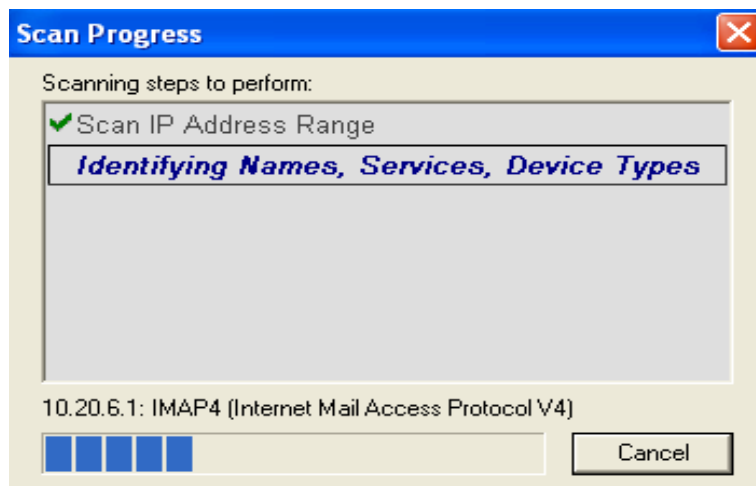 Scan Progress
Scanning steps to perform:
Scan IP Address Range
Identifying Names, Services, Device Types
10.20.6.1: IMAP4 (Internet Mail Access Protocol V4)
Cancel